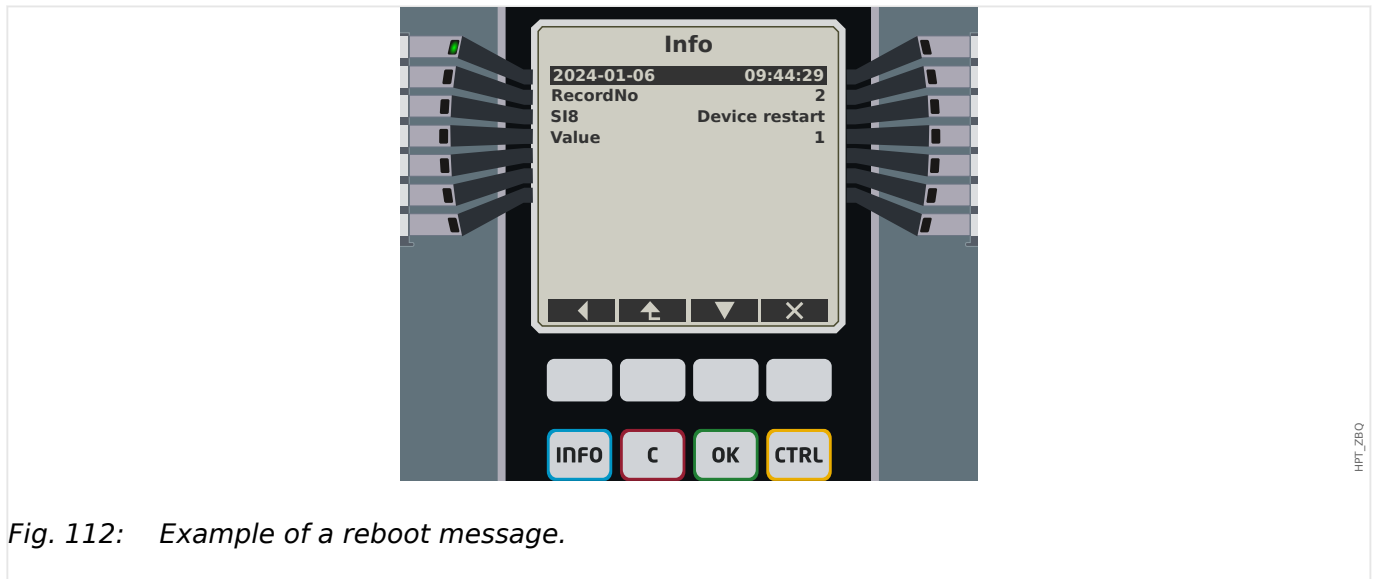 Info
2024-01-06 09:44:29
RecordNo 2
SI8 Device restart
Value 1
INFO C OK CTRL
HPT_ZBQ
Fig. 112: Example of a reboot message.